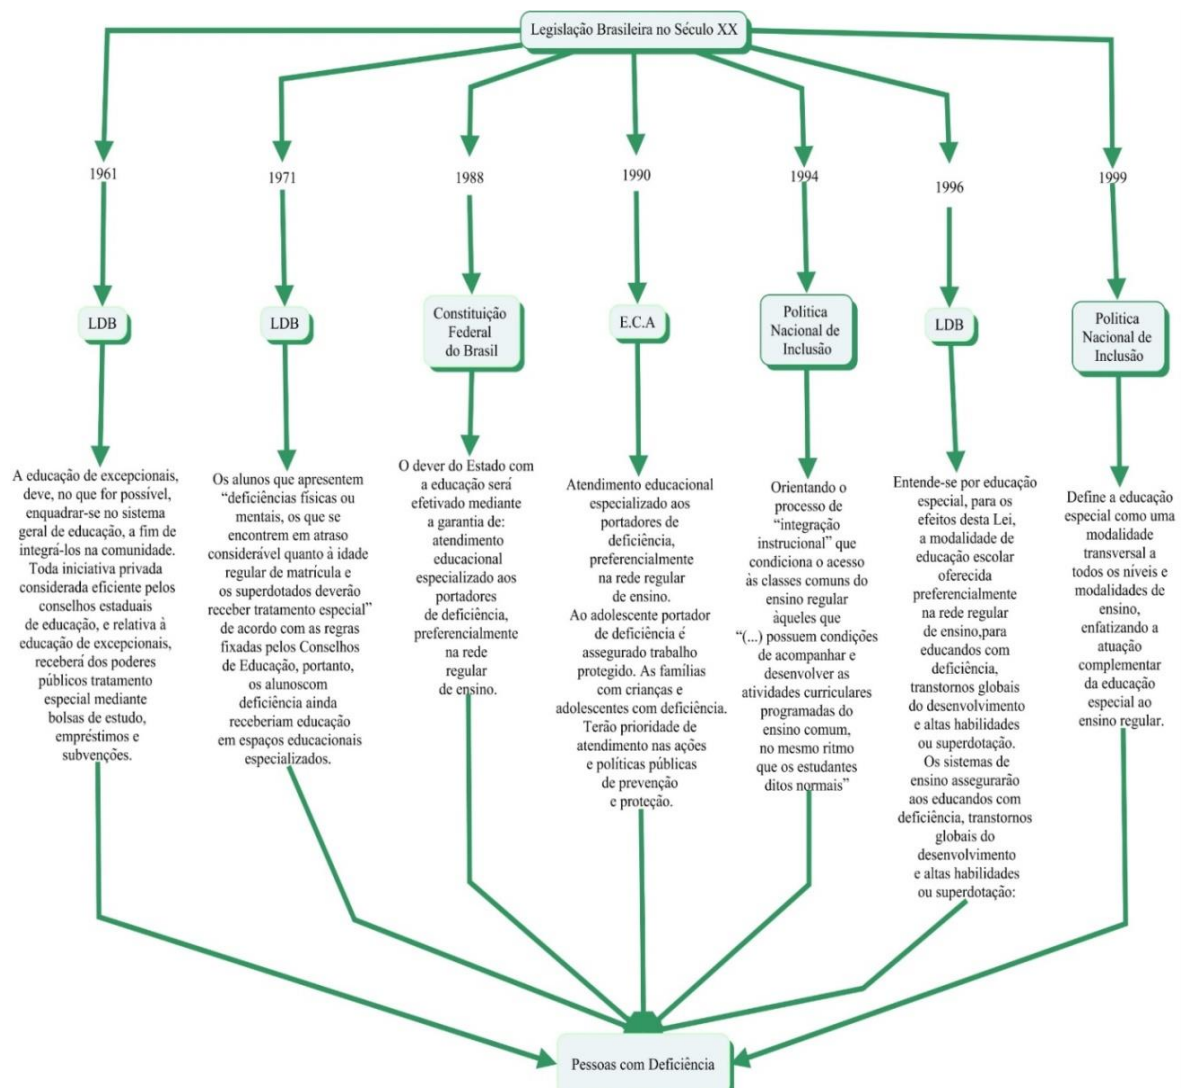 Legislação Brasileira no Século XX
1961
LDB
A educação de excepcionais,
deve, no que for possível,
enquadrar-se no sistema
geral de educação, a fim de
integrá-los na comunidade.
Toda iniciativa privada
considerada eficiente pelos
conselhos estaduais
de educação, e relativa à
educação de excepcionais,
receberá dos poderes
públicos tratamento
especial mediante
bolsas de estudo,
empréstimos e
subvenções.
1971
LDB
Os alunos que apresentem
“deficiências físicas ou
mentais, os que se
encontrem em atraso
considerável quanto à idade
regular de matrícula e
os superdotados deverão
receber tratamento especial”
de acordo com as regras
fixadas pelos Conselhos
de Educação, portanto,
os alunoscom
deficiência ainda
receberiam educação
em espaços educacionais
especializados.
1988
Constituição
Federal
do Brasil
O dever do Estado com
a educação será
efetivado mediante
a garantia de:
atendimento
educacional
especializado aos
portadores
de deficiência,
preferencialmente
na rede
regular
de ensino.
1990
E.C.A
Atendimento educacional
especializado aos
portadores de
deficiência,
preferencialmente
na rede regular
de ensino.
Ao adolescente portador
de deficiência é
assegurado trabalho
protegido. As famílias
com crianças e
adolescentes com deficiência.
Terão prioridade de
atendimento nas ações
e políticas públicas
de prevenção
e proteção.
1994
Politica
Nacional de
Inclusão
Orientando o
processo de
“integração
instrucional” que
condiciona o acesso
às classes comuns do
ensino regular
àqueles que
“(...) possuem condições
de acompanhar e
desenvolver as
atividades curriculares
programadas do
ensino comum,
no mesmo ritmo
que os estudantes
ditos normais”
1996
LDB
Entende-se por educação
especial, para os
efeitos desta Lei,
a modalidade de
educação escolar
oferecida
preferencialmente
na rede regular
de ensino,para
educandos com
deficiência,
transtornos globais
do desenvolvimento
e altas habilidades
ou superdotação.
Os sistemas de
ensino assegurarão
aos educandos com
deficiência, transtornos
globais do
desenvolvimento
e altas habilidades
ou superdotação:
1999
Politica
Nacional de
Inclusão
Define a educação
especial como uma
modalidade
transversal a
todos os níveis e
modalidades de
ensino,
enfatizando a
atuação
complementar
da educação
especial ao
ensino regular.
Pessoas com Deficiência